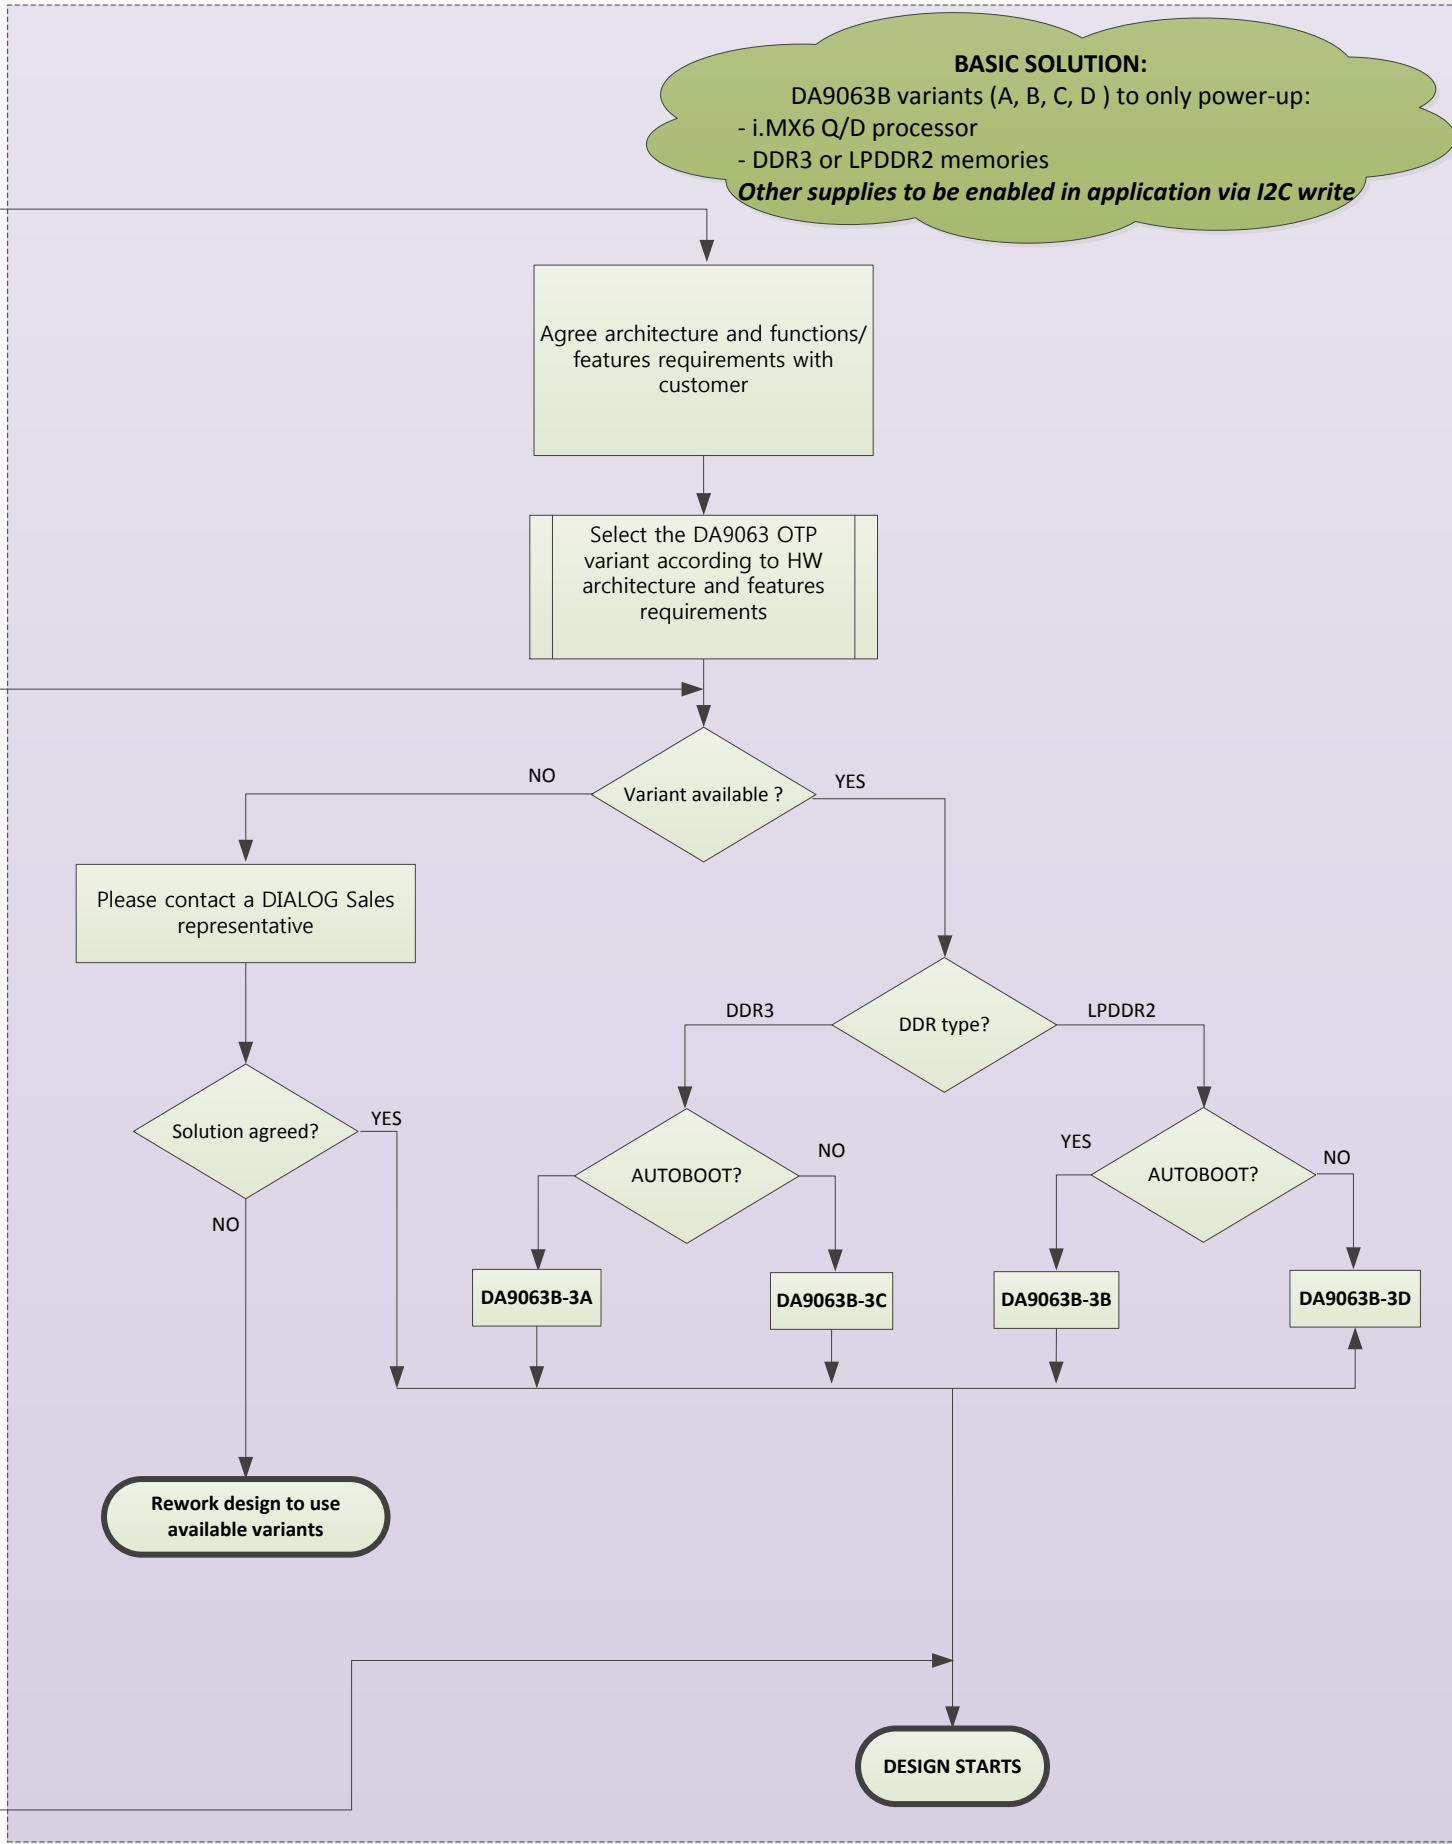 BASIC SOLUTION:
DA9063B variants (A, B, C, D ) to only power-up:
- i.MX6 Q/D processor
- DDR3 or LPDDR2 memories
Other supplies to be enabled in application via I2C write
Agree architecture and functions/
features requirements with
customer
Select the DA9063 OTP
variant according to HW
architecture and features
requirements
NO
Variant available ?
YES
Please contact a DIALOG Sales
representative
DDR3
DDR type?
LPDDR2
Solution agreed?
YES
NO
AUTOBOOT?
NO
YES
AUTOBOOT?
NO
DA9063B-3A
DA9063B-3C
DA9063B-3B
DA9063B-3D
Rework design to use
available variants
DESIGN STARTS